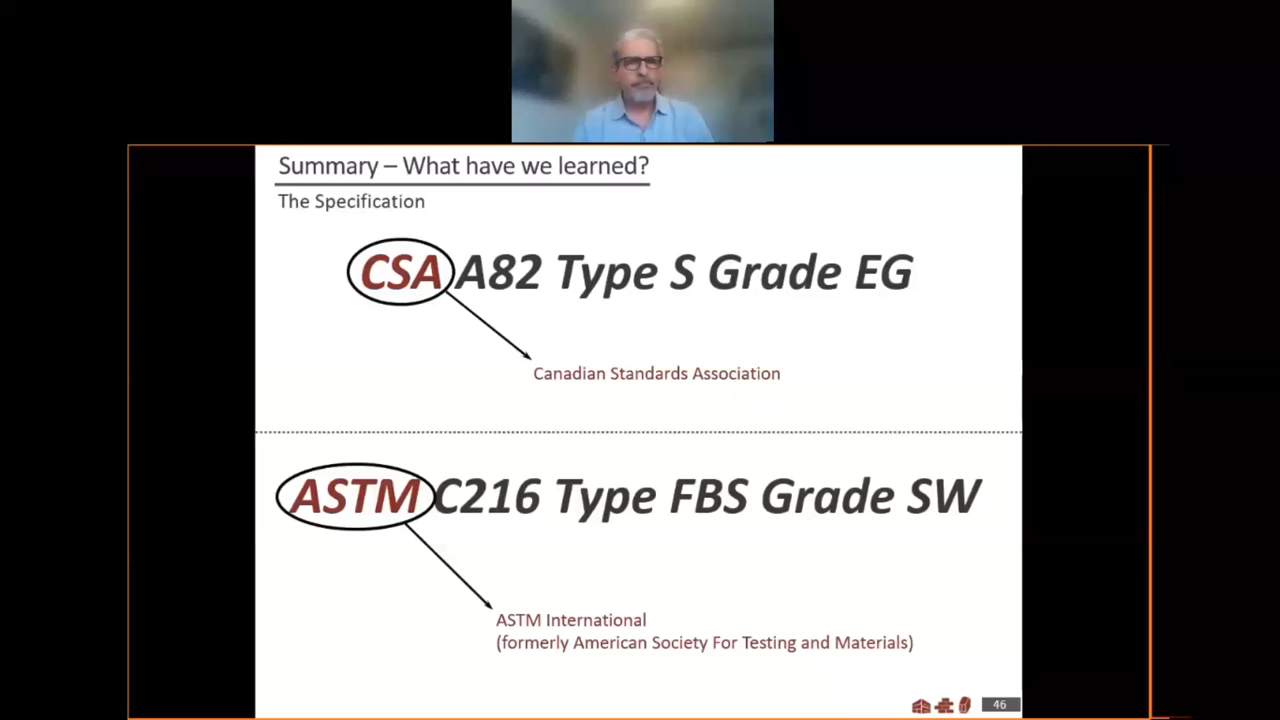 Summary – What have we learned?
The Specification
CSA A82 Type S Grade EG
Canadian Standards Association
ASTM C216 Type FBS Grade SW
ASTM International
(formerly American Society For Testing and Materials)
46